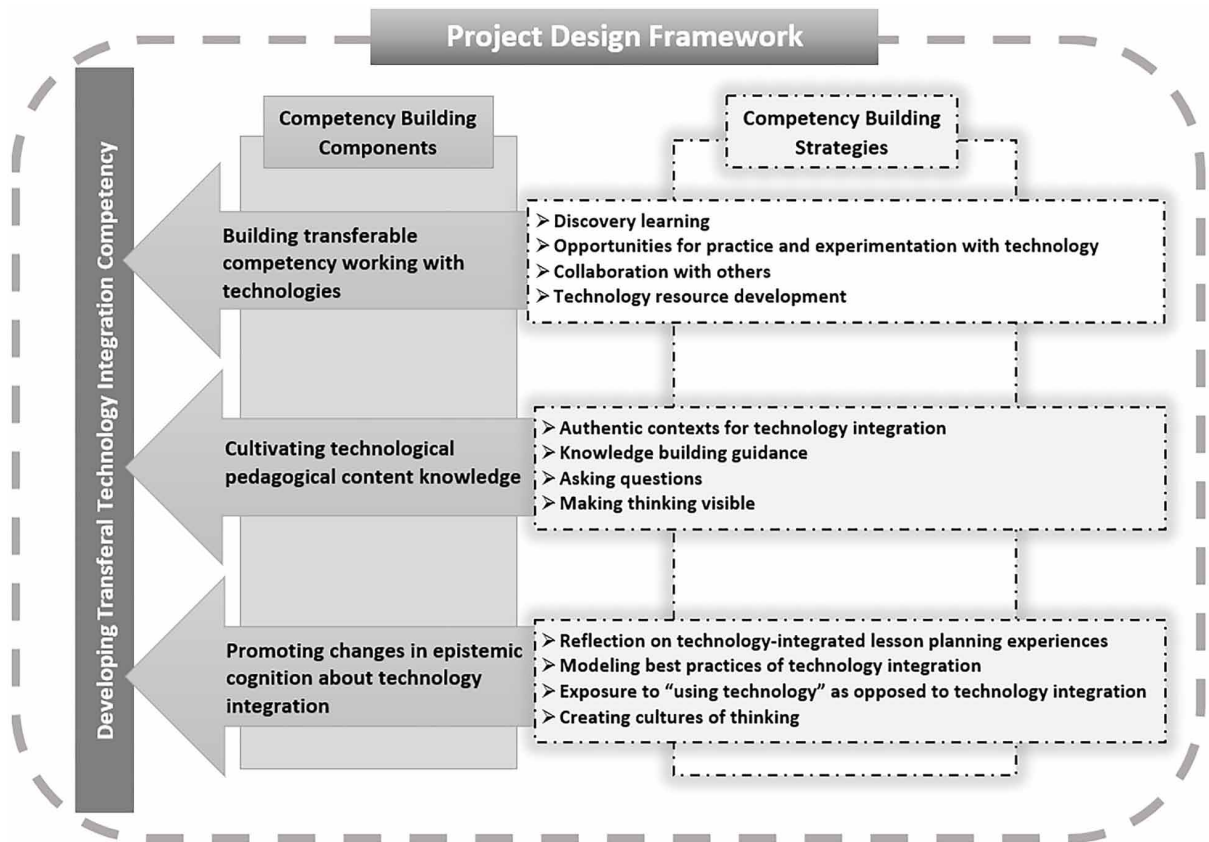 Project Design Framework
Developing Transferal Technology Integration Competency
Competency Building
Components
Competency Building
Strategies
Building transferable
competency working with
technologies
➢ Discovery learning
➢ Opportunities for practice and experimentation with technology
➢ Collaboration with others
➢ Technology resource development
Cultivating technological
pedagogical content knowledge
➢ Authentic contexts for technology integration
➢ Knowledge building guidance
➢ Asking questions
➢ Making thinking visible
Promoting changes in epistemic
cognition about technology
integration
➢ Reflection on technology-integrated lesson planning experiences
➢ Modeling best practices of technology integration
➢ Exposure to “using technology” as opposed to technology integration
➢ Creating cultures of thinking